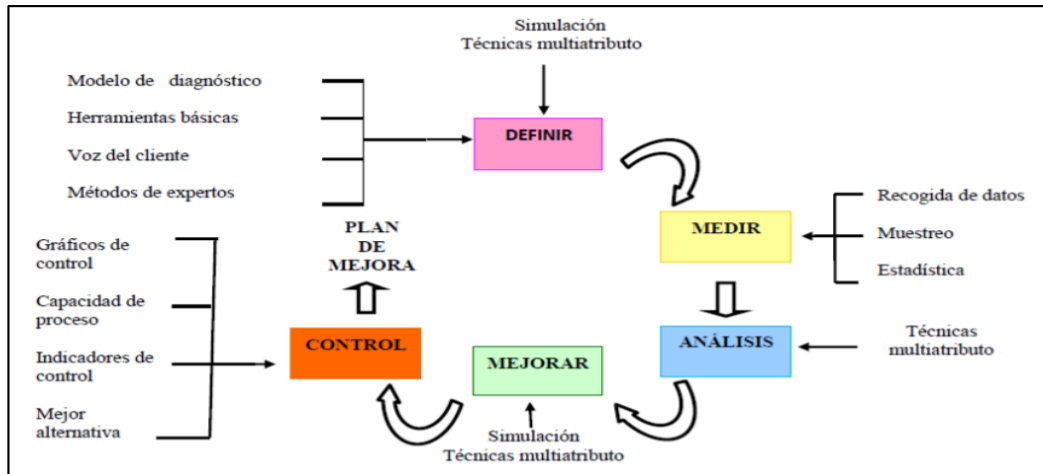 Simulación
Técnicas multiatributo
Modelo de diagnóstico
Herramientas básicas
Voz del cliente
Métodos de expertos
DEFINIR
MEDIR
Recogida de datos
Muestreo
Estadística
PLAN
DE
MEJORA
Gráficos de
control
Capacidad de
proceso
Indicadores de
control
Mejor
alternativa
CONTROL
MEJORAR
ANÁLISIS
Técnicas
multiatributo
Simulación
Técnicas multiatributo